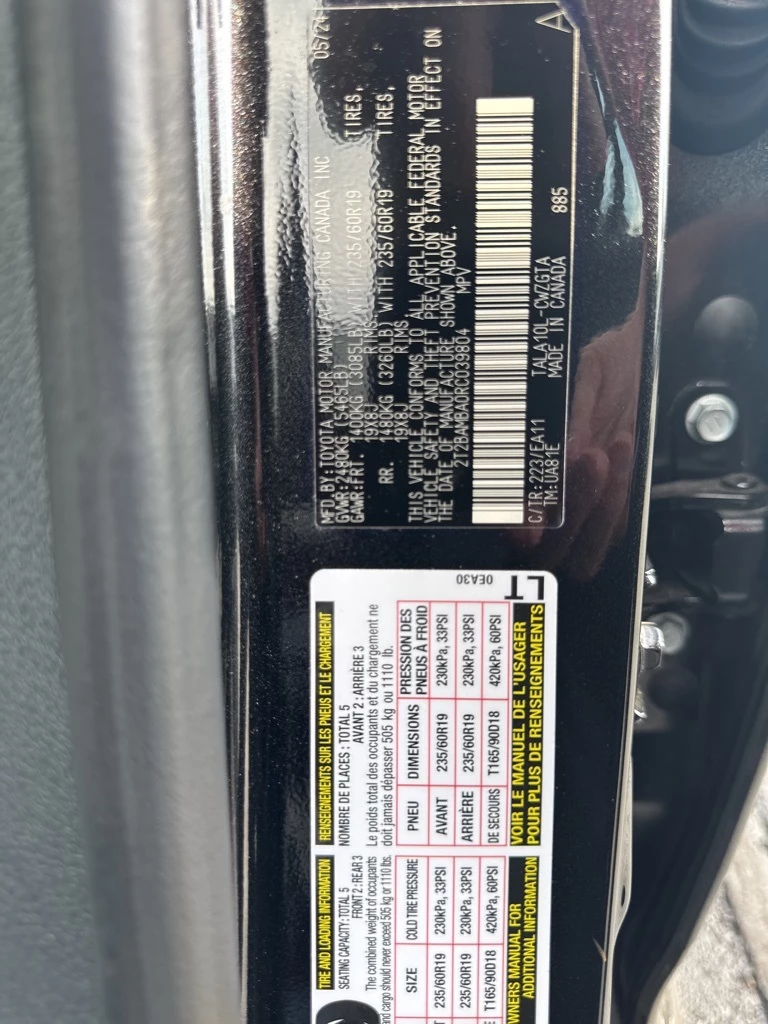 MFD.BY:TOYOTA MOTOR MANUFACTURING CANADA INC 05/24
GVWR:2480KG (5465LB)
GAWR:FRT. 1400KG (3085LB) WITH 235/60R19 TIRES,
19X8J RIMS
RR. 1480KG (3260LB) WITH 235/60R19 TIRES,
19X8J RIMS
THIS VEHICLE CONFORMS TO ALL APPLICABLE FEDERAL MOTOR
VEHICLE SAFETY AND THEFT PREVENTION STANDARDS IN EFFECT ON
THE DATE OF MANUFACTURE SHOWN ABOVE.
2T2BAMBA0RC039804 MPV
C/TR:223/EA11 TALA10L-CWZGTA
TM:UA81E MADE IN CANADA
885
A
TIRE AND LOADING INFORMATION
SEATING CAPACITY: TOTAL 5
FRONT 2: REAR 3
The combined weight of occupants
and cargo should never exceed 505 kg or 1110 lbs.
SIZE COLD TIRE PRESSURE
235/60R19 230kPa, 33PSI
235/60R19 230kPa, 33PSI
T165/90D18 420kPa, 60PSI
OWNERS MANUAL FOR
ADDITIONAL INFORMATION
RENSEIGNEMENTS SUR LES PNEUS ET LE CHARGEMENT
NOMBRE DE PLACES : TOTAL 5
AVANT 2 : ARRIÈRE 3
Le poids total des occupants et du chargement ne
doit jamais dépasser 505 kg ou 1110 lb.
PNEU DIMENSIONS PRESSION DES PNEUS À FROID
AVANT 235/60R19 230kPa, 33PSI
ARRIÈRE 235/60R19 230kPa, 33PSI
DE SECOURS T165/90D18 420kPa, 60PSI
VOIR LE MANUEL DE L'USAGER
POUR PLUS DE RENSEIGNEMENTS
LT
0EA30